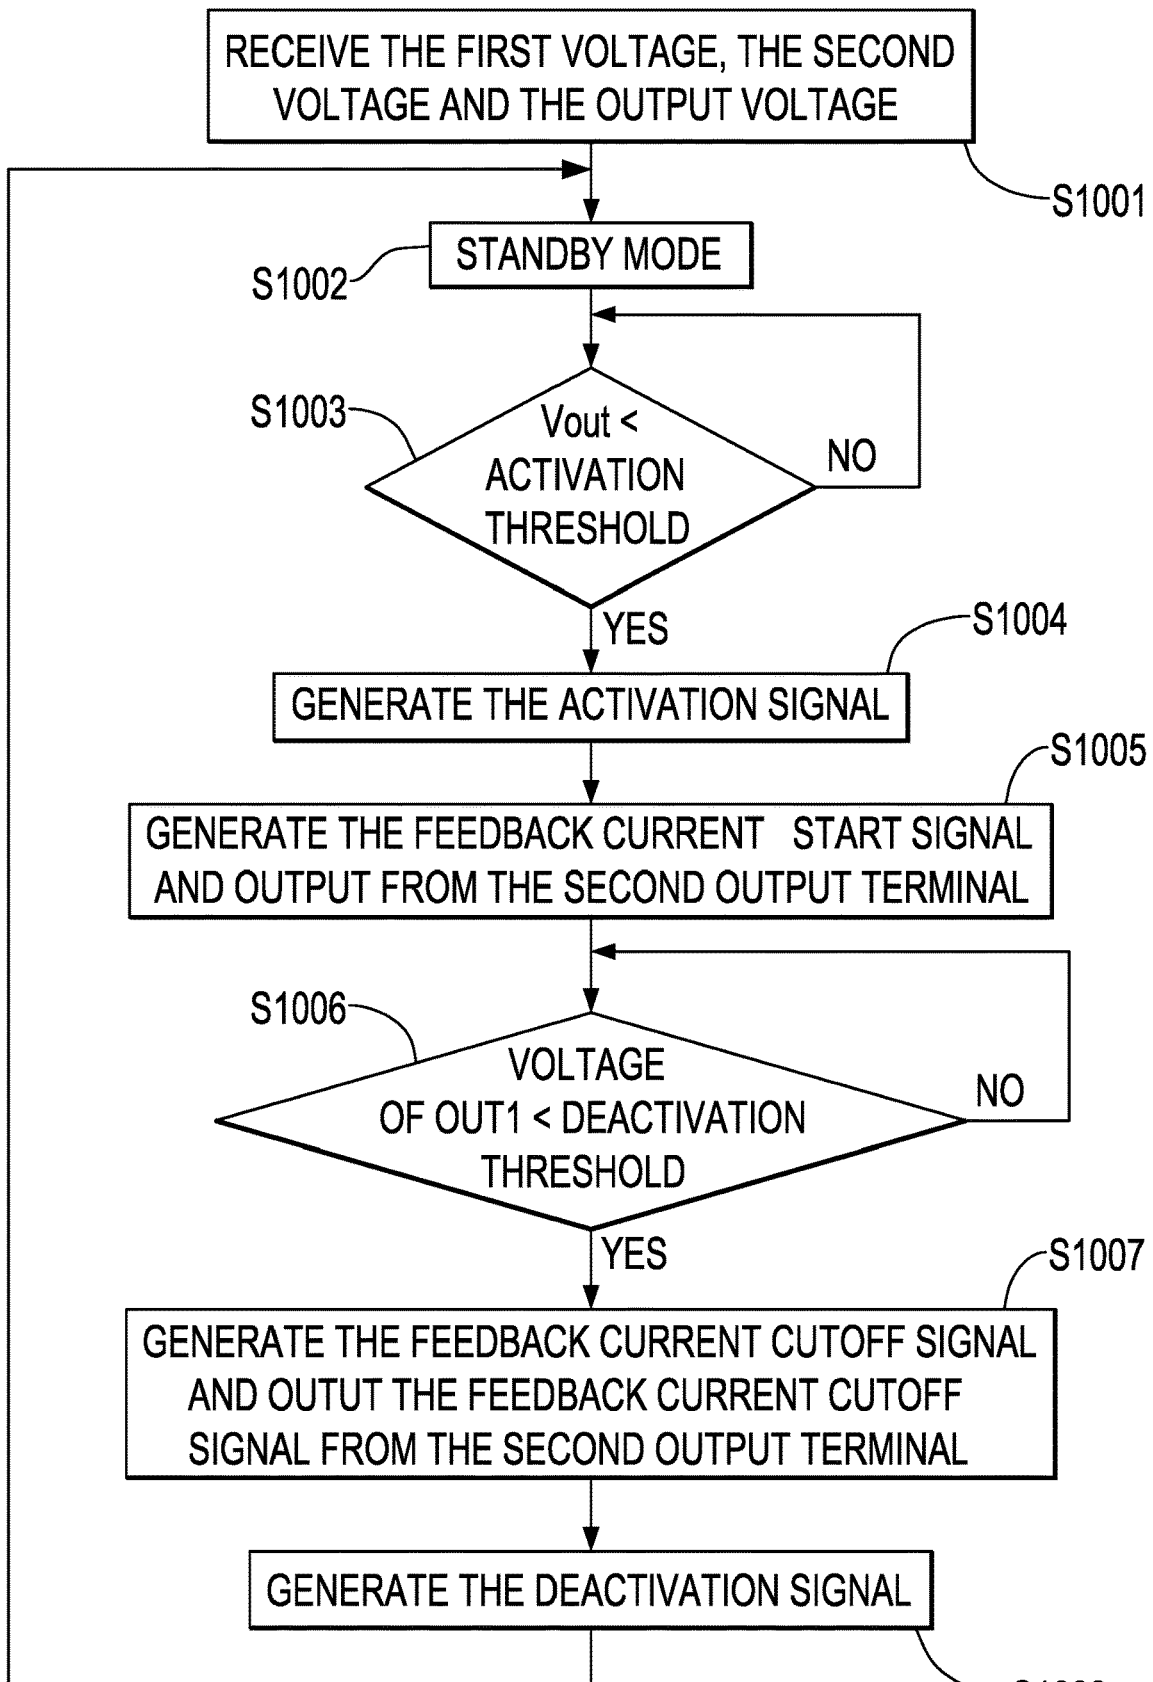 RECEIVE THE FIRST VOLTAGE, THE SECOND
VOLTAGE AND THE OUTPUT VOLTAGE
S1001
STANDBY MODE
S1002
S1003
Vout <
ACTIVATION
THRESHOLD
NO
YES
S1004
GENERATE THE ACTIVATION SIGNAL
S1005
GENERATE THE FEEDBACK CURRENT START SIGNAL
AND OUTPUT FROM THE SECOND OUTPUT TERMINAL
S1006
VOLTAGE
OF OUT1 < DEACTIVATION
THRESHOLD
NO
YES
S1007
GENERATE THE FEEDBACK CURRENT CUTOFF SIGNAL
AND OUTUT THE FEEDBACK CURRENT CUTOFF
SIGNAL FROM THE SECOND OUTPUT TERMINAL
GENERATE THE DEACTIVATION SIGNAL